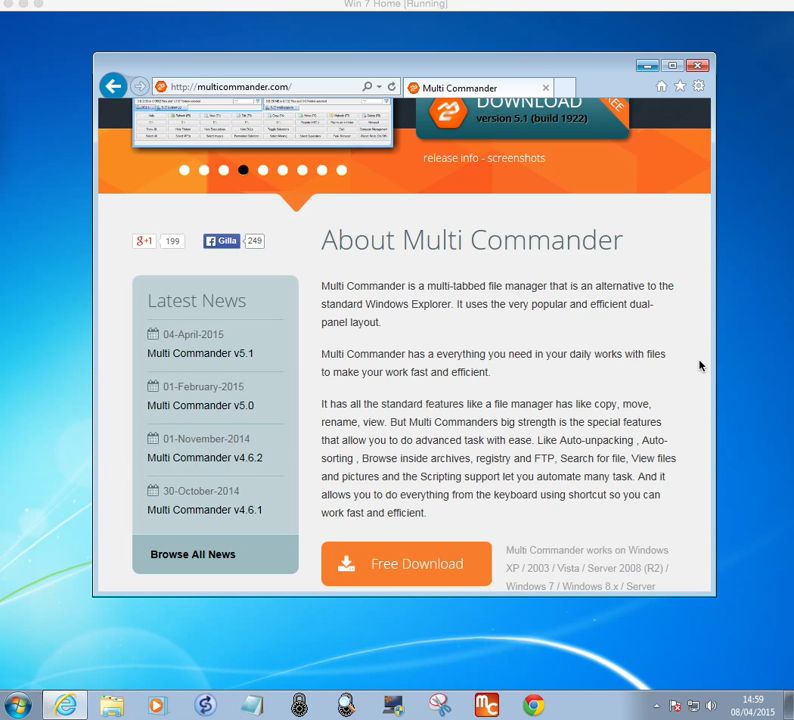 Win 7 Home [Running]
http://multicommander.com/
Multi Commander
DOWNLOAD
version 5.1 (build 1922)
release info - screenshots
g+1 199
Gilla 249
About Multi Commander
Multi Commander is a multi-tabbed file manager that is an alternative to the
standard Windows Explorer. It uses the very popular and efficient dual-
panel layout.
Multi Commander has a everything you need in your daily works with files
to make your work fast and efficient.
It has all the standard features like a file manager has like copy, move,
rename, view. But Multi Commanders big strength is the special features
that allow you to do advanced task with ease. Like Auto-unpacking , Auto-
sorting , Browse inside archives, registry and FTP, Search for file, View files
and pictures and the Scripting support let you automate many task. And it
allows you to do everything from the keyboard using shortcut so you can
work fast and efficient.
Latest News
04-April-2015
Multi Commander v5.1
01-February-2015
Multi Commander v5.0
01-November-2014
Multi Commander v4.6.2
30-October-2014
Multi Commander v4.6.1
Browse All News
Free Download
Multi Commander works on Windows
XP / 2003 / Vista / Server 2008 (R2) /
Windows 7 / Windows 8.x / Server
14:59
08/04/2015